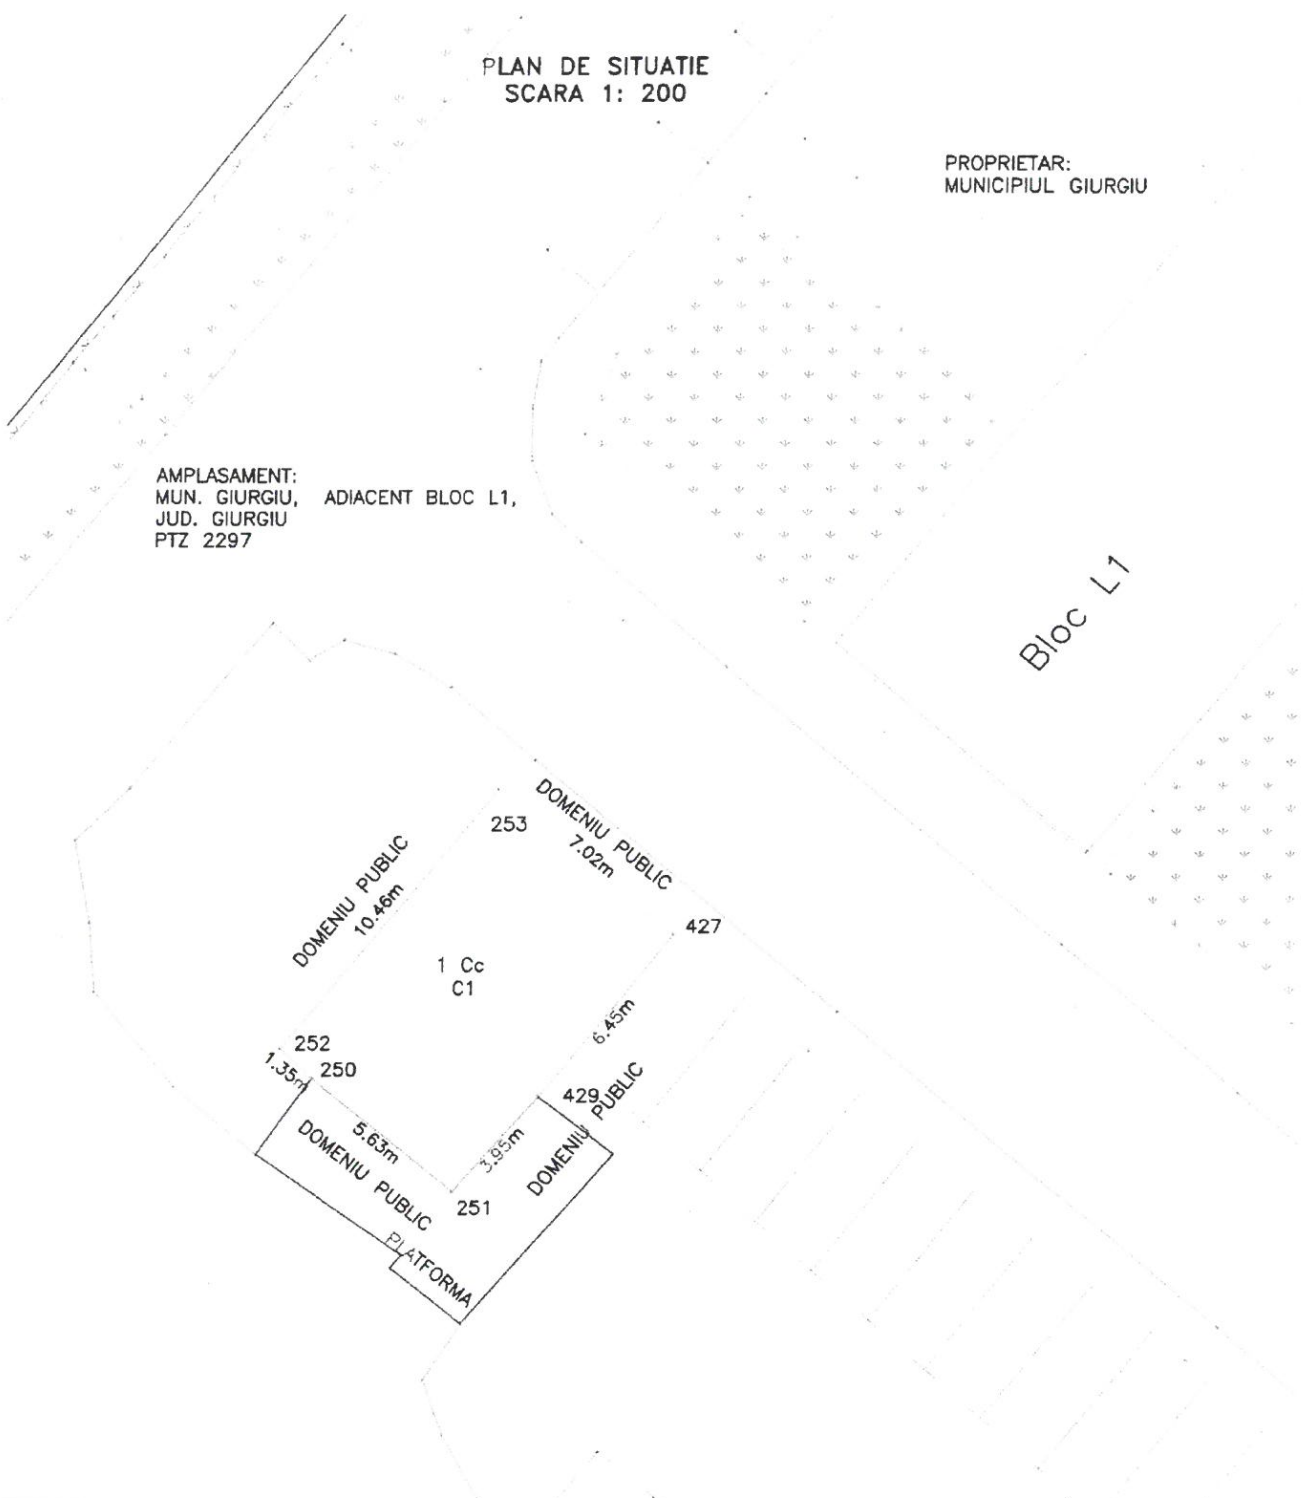 PLAN DE SITUATIE
SCARA 1: 200
PROPRIETAR:
MUNICIPIUL GIURGIU
AMPLASAMENT:
MUN. GIURGIU, ADIACENT BLOC L1,
JUD. GIURGIU
PTZ 2297
Bloc L1
DOMENIU PUBLIC
7.02m
253
DOMENIU PUBLIC
10.46m
427
1 Cc
C1
6.45m
252
1.35m
250
429
DOMENIU PUBLIC
5.63m
DOMENIU PUBLIC
3.95m
251
PLATFORMA